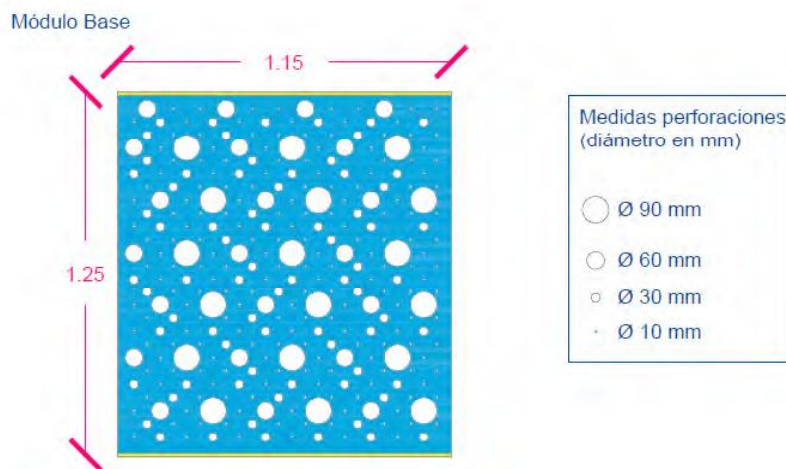 Módulo Base
1.15
1.25
Medidas perforaciones
(diámetro en mm)
Ø 90 mm
Ø 60 mm
Ø 30 mm
Ø 10 mm